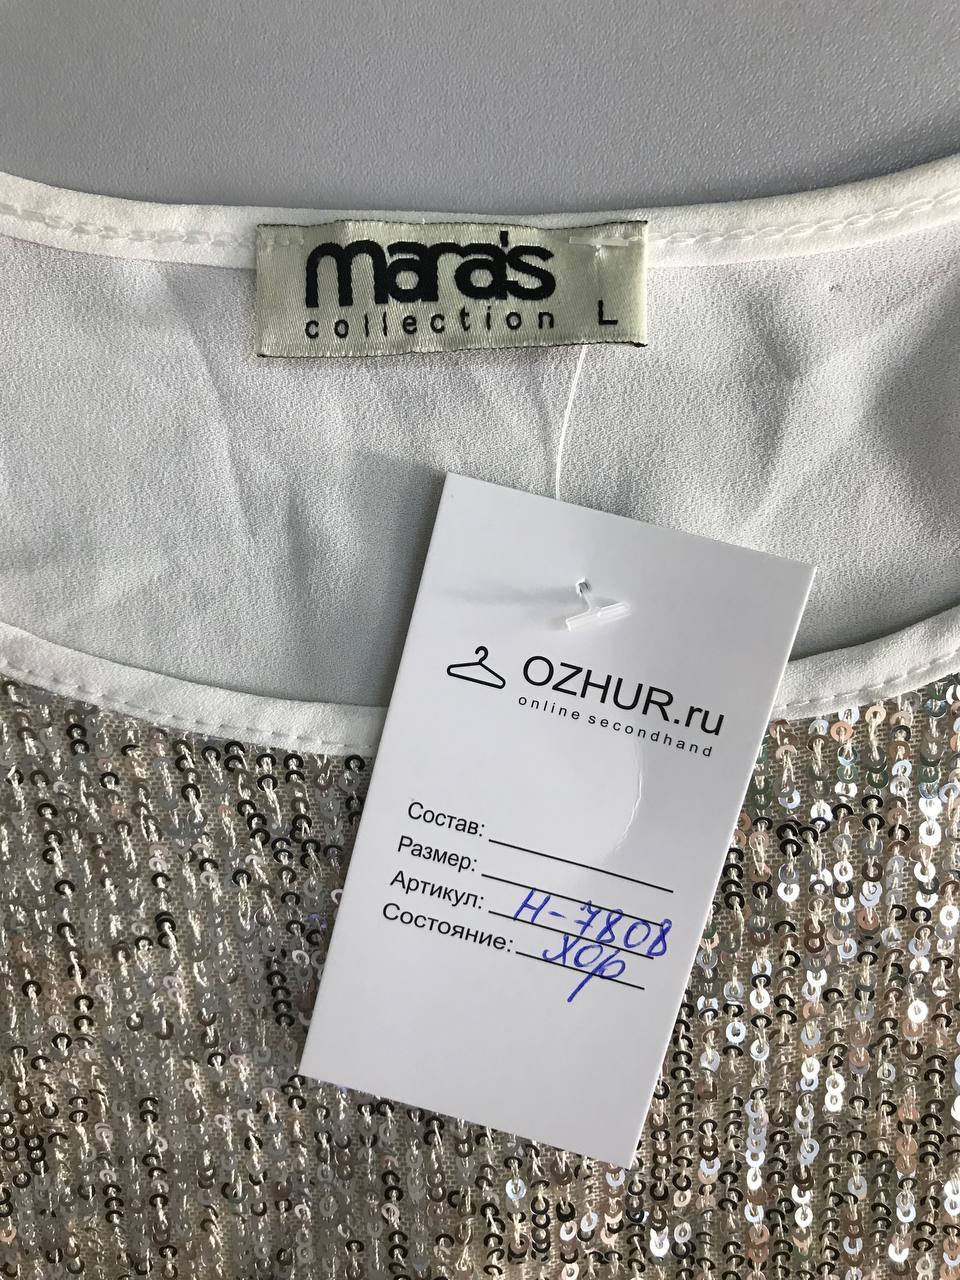 mara's
collection L
OZHUR.ru
online secondhand
Состав:
Размер:
Артикул: Н-7808
Состояние: хор